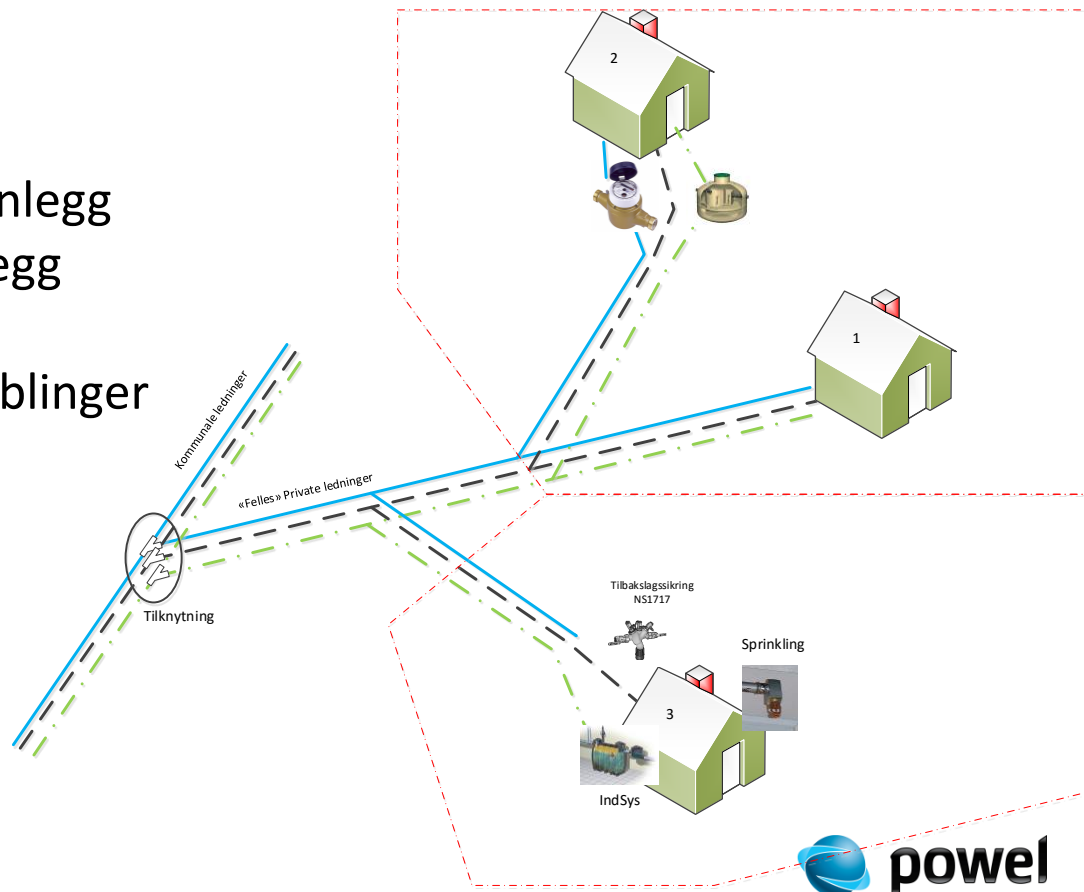 nlegg
egg
blinger
2
1
Kommunale ledninger
«Felles» Private ledninger
Tilknytning
Tilbakslagssikring
NS1717
Sprinkling
3
IndSys
powel